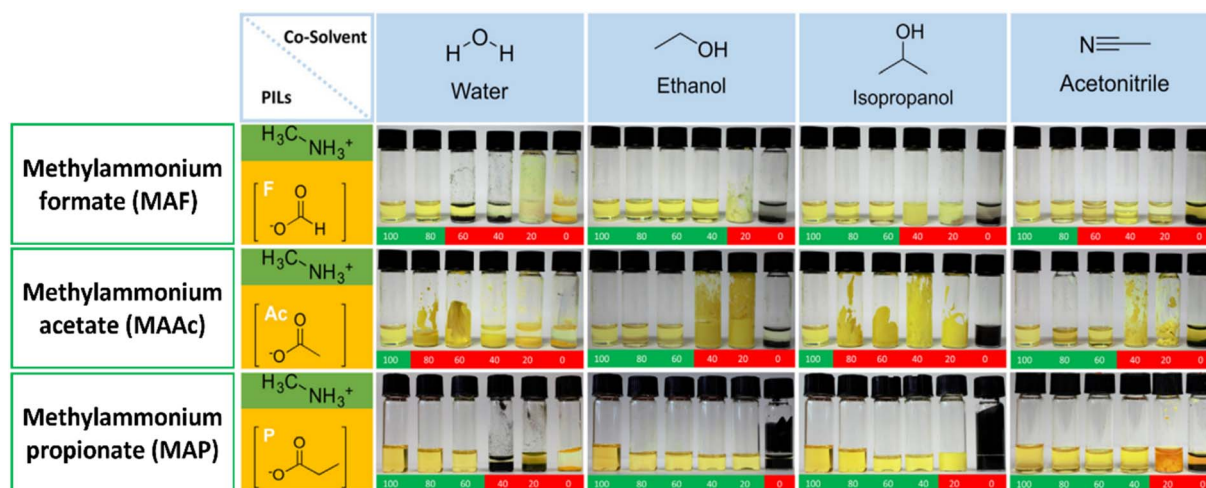 Co-Solvent
PILs
H O H
Water
OH
Ethanol
OH
Isopropanol
N
Acetonitrile
Methylammonium
formate (MAF)
H₃C NH₃⁺
F
O
⁻O H
100 80 60 40 20 0
100 80 60 40 20 0
100 80 60 40 20 0
100 80 60 40 20 0
Methylammonium
acetate (MAAc)
H₃C NH₃⁺
Ac
O
⁻O
100 80 60 40 20 0
100 80 60 40 20 0
100 80 60 40 20 0
100 80 60 40 20 0
Methylammonium
propionate (MAP)
H₃C NH₃⁺
P
O
⁻O
100 80 60 40 20 0
100 80 60 40 20 0
100 80 60 40 20 0
100 80 60 40 20 0